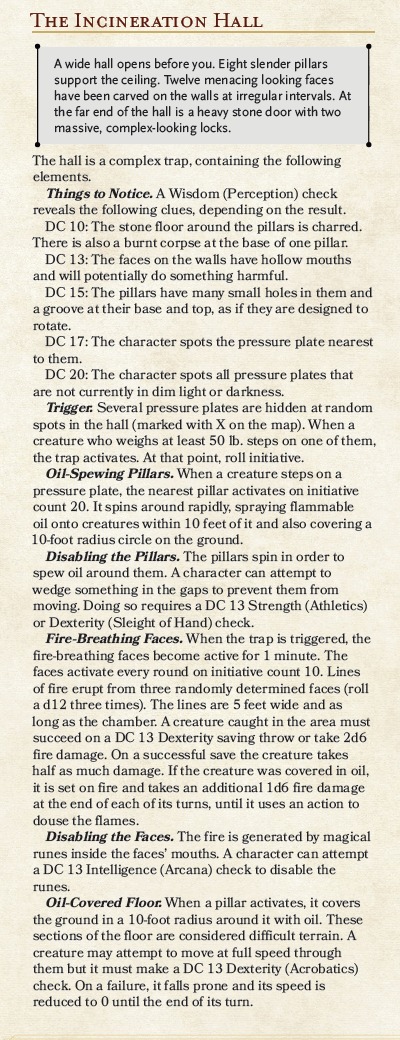 The Incineration Hall
A wide hall opens before you. Eight slender pillars
support the ceiling. Twelve menacing looking faces
have been carved on the walls at irregular intervals. At
the far end of the hall is a heavy stone door with two
massive, complex-looking locks.
The hall is a complex trap, containing the following
elements.
Things to Notice. A Wisdom (Perception) check
reveals the following clues, depending on the result.
DC 10: The stone floor around the pillars is charred.
There is also a burnt corpse at the base of one pillar.
DC 13: The faces on the walls have hollow mouths
and will potentially do something harmful.
DC 15: The pillars have many small holes in them and
a groove at their base and top, as if they are designed to
rotate.
DC 17: The character spots the pressure plate nearest
to them.
DC 20: The character spots all pressure plates that
are not currently in dim light or darkness.
Trigger. Several pressure plates are hidden at random
spots in the hall (marked with X on the map). When a
creature who weighs at least 50 lb. steps on one of them,
the trap activates. At that point, roll initiative.
Oil-Spewing Pillars. When a creature steps on a
pressure plate, the nearest pillar activates on initiative
count 20. It spins around rapidly, spraying flammable
oil onto creatures within 10 feet of it and also covering a
10-foot radius circle on the ground.
Disabling the Pillars. The pillars spin in order to
spew oil around them. A character can attempt to
wedge something in the gaps to prevent them from
moving. Doing so requires a DC 13 Strength (Athletics)
or Dexterity (Sleight of Hand) check.
Fire-Breathing Faces. When the trap is triggered, the
fire-breathing faces become active for 1 minute. The
faces activate every round on initiative count 10. Lines
of fire erupt from three randomly determined faces (roll
a d12 three times). The lines are 5 feet wide and as
long as the chamber. A creature caught in the area must
succeed on a DC 13 Dexterity saving throw or take 2d6
fire damage. On a successful save the creature takes
half as much damage. If the creature was covered in oil,
it is set on fire and takes an additional 1d6 fire damage
at the end of each of its turns, until it uses an action to
douse the flames.
Disabling the Faces. The fire is generated by magical
runes inside the faces' mouths. A character can attempt
a DC 13 Intelligence (Arcana) check to disable the
runes.
Oil-Covered Floor. When a pillar activates, it covers
the ground in a 10-foot radius around it with oil. These
sections of the floor are considered difficult terrain. A
creature may attempt to move at full speed through
them but it must make a DC 13 Dexterity (Acrobatics)
check. On a failure, it falls prone and its speed is
reduced to 0 until the end of its turn.